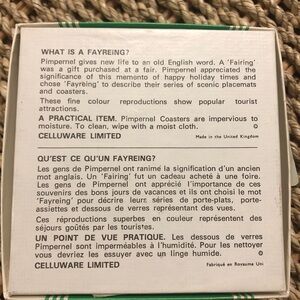 WHAT IS A FAYREING?
Pimpernel gives new life to an old English word. A 'Fairing'
was a gift purchased at a fair. Pimpernel appreciated the
significance of this memento of happy holiday times and
chose 'Fayreing' to describe their series of scenic placemats
and coasters.
These fine colour reproductions show popular tourist
attractions.
A PRACTICAL ITEM. Pimpernel Coasters are impervious to
moisture. To clean, wipe with a moist cloth.
CELLUWARE LIMITED Made in the United Kingdom
QU'EST CE QU'UN FAYREING?
Les gens de Pimpernel ont ranimé la signification d'un ancien
mot anglais. Un 'Fairing' fut un cadeau acheté à une foire.
Les gens de Pimpernel ont apprécié l'importance de ces
souvenirs des bons jours de vacances et ils ont choisi le mot
'Fayreing' pour décrire leurs séries de porte-plats, porte-
assiettes et dessous de verres représentant des vues.
Ces réproductions superbes en couleur représentent des
séjours goûtés par les touristes.
UN POINT DE VUE PRATIQUE. Les dessous de verres
Pimpernel sont imperméables à l'humidité. Pour les nettoyer
vous devriez les essuyer avec un linge humide.
CELLUWARE LIMITED Fabriqué en Royaume Uni